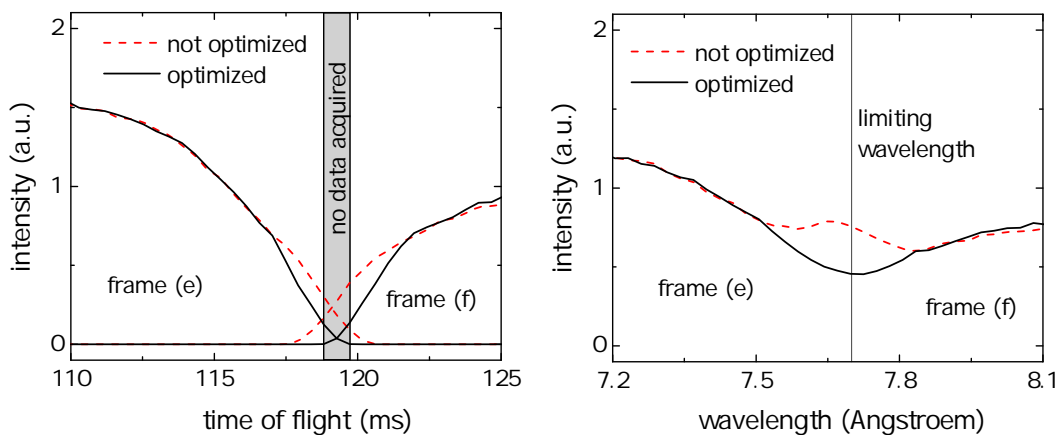 2
1
0
intensity (a.u.)
not optimized
optimized
no data acquired
frame (e)
frame (f)
110
115
120
125
time of flight (ms)
2
1
0
intensity (a.u.)
not optimized
optimized
limiting
wavelength
frame (e)
frame (f)
7.2
7.5
7.8
8.1
wavelength (Angstroem)